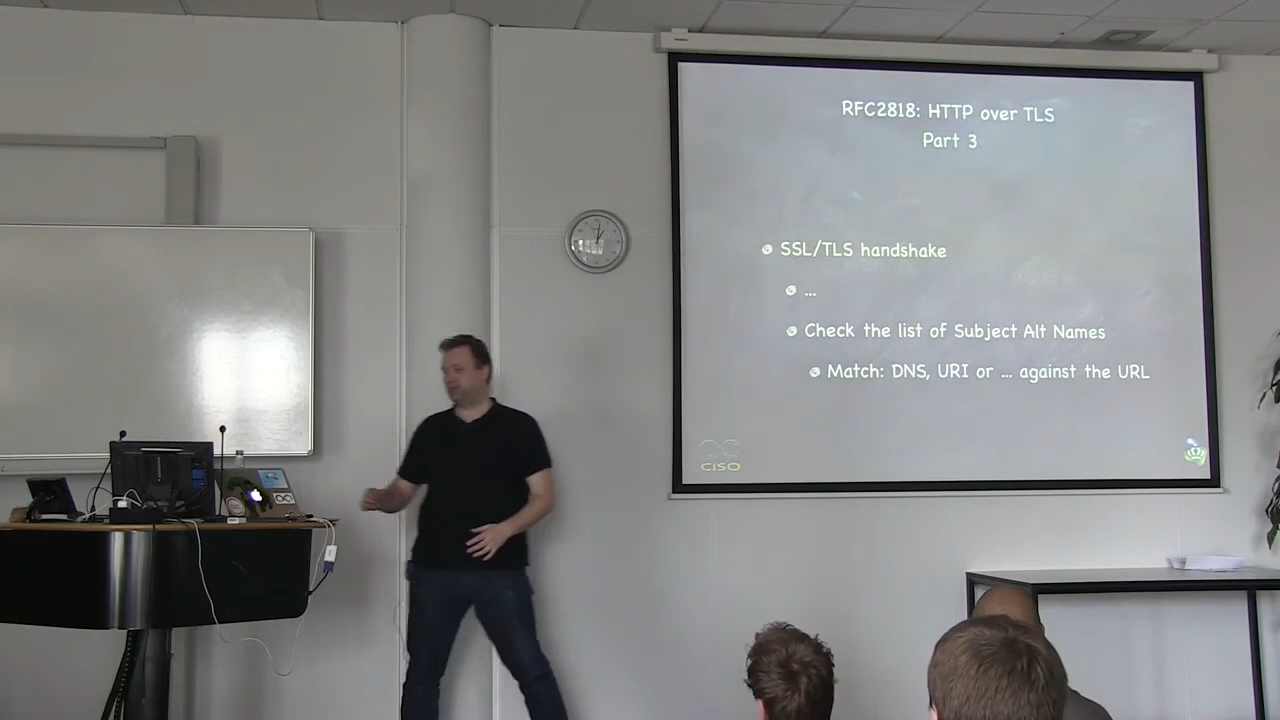 RFC2818: HTTP over TLS
Part 3
SSL/TLS handshake
...
Check the list of Subject Alt Names
Match: DNS, URI or ... against the URL
CISO